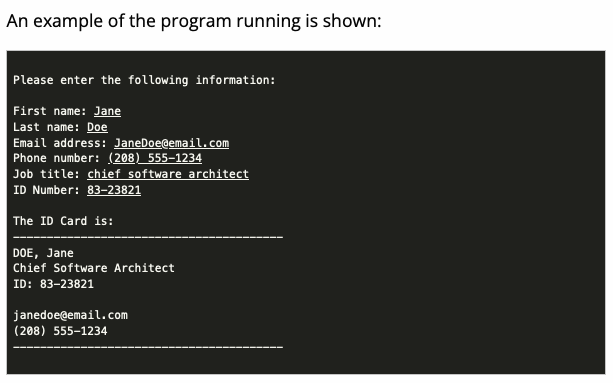 An example of the program running is shown:
Please enter the following information:
First name: Jane
Last name: Doe
Email address: JaneDoe@email.com
Phone number: (208) 555-1234
Job title: chief software architect
ID Number: 83-23821
The ID Card is:
----------------------------------------
DOE, Jane
Chief Software Architect
ID: 83-23821
janedoe@email.com
(208) 555-1234
----------------------------------------